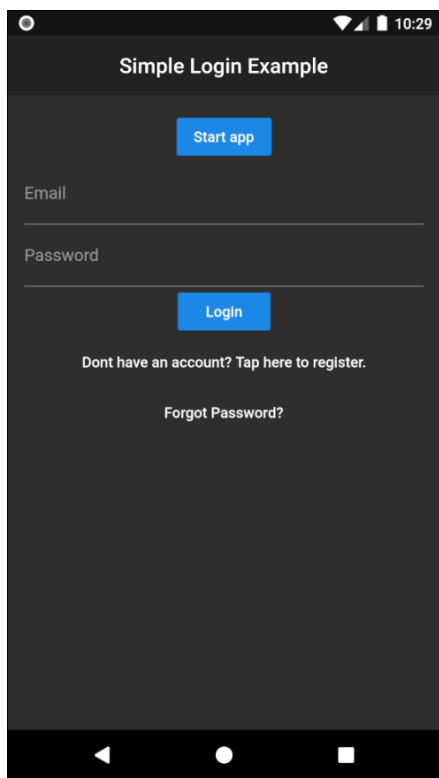 10:29
Simple Login Example
Start app
Email
Password
Login
Dont have an account? Tap here to register.
Forgot Password?